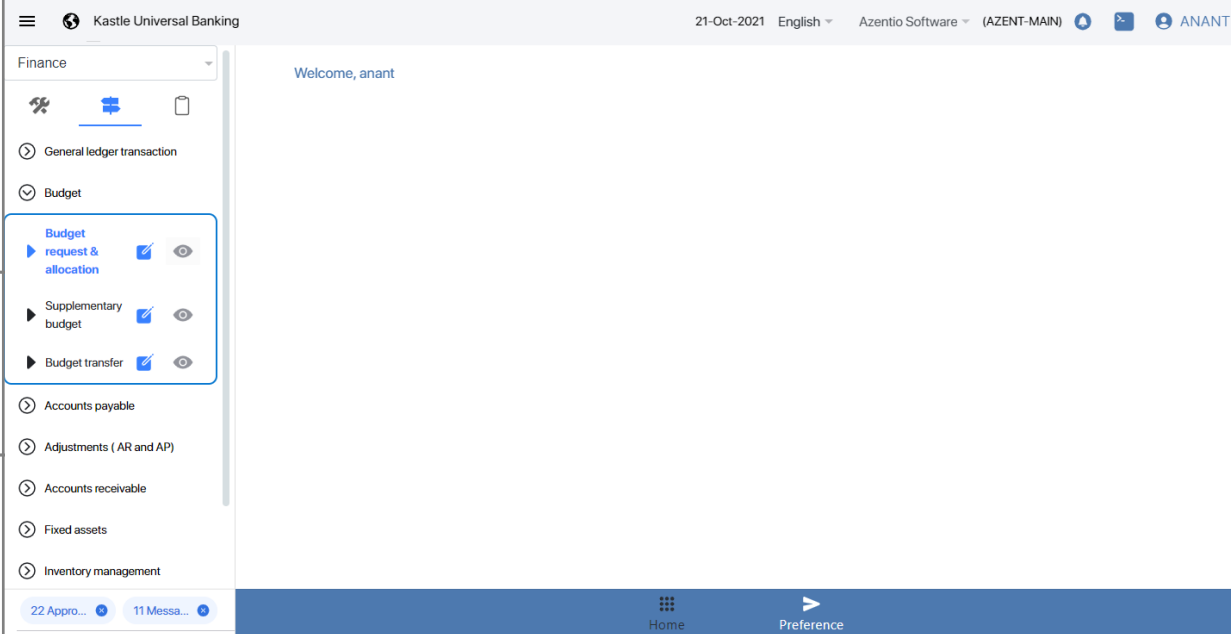 Kastle Universal Banking
21-Oct-2021 English Azentio Software (AZENT-MAIN) ANANT
Finance
Welcome, anant
General ledger transaction
Budget
Budget
request &
allocation
Supplementary
budget
Budget transfer
Accounts payable
Adjustments ( AR and AP)
Accounts receivable
Fixed assets
Inventory management
22 Appro... 11 Messa...
Home Preference